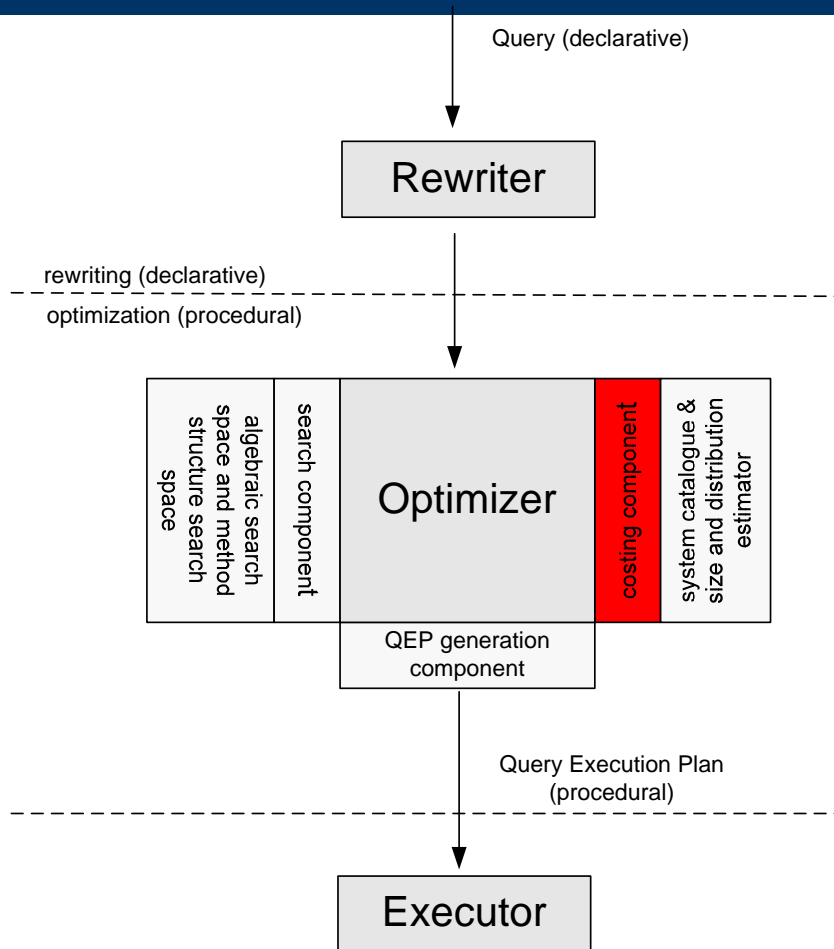 Query (declarative)
Rewriter
rewriting (declarative)
optimization (procedural)
algebraic search
space and method
structure search
space
search component
Optimizer
costing component
system catalogue &
size and distribution
estimator
QEP generation
component
Query Execution Plan
(procedural)
Executor